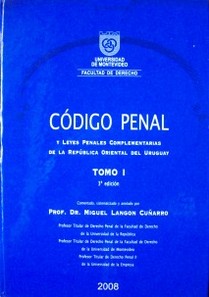 UNIVERSIDAD
DE MONTEVIDEO
FACULTAD DE DERECHO
CÓDIGO PENAL
Y LEYES PENALES COMPLEMENTARIAS
DE LA REPÚBLICA ORIENTAL DEL URUGUAY
TOMO I
Comentado, sistematizado y anotado por
PROF. DR. MIGUEL LANGON CUÑARRO
Profesor Titular de Derecho Penal de la Facultad de Derecho
de la Universidad de la República
Profesor Titular de Derecho Penal de la Facultad de Derecho
de la Universidad de Montevideo
Profesor Titular de Derecho Penal II
de la Universidad de la Empresa
2008